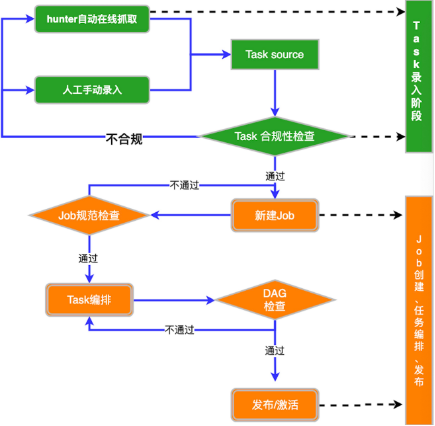 hunter自动在线抓取
Task录入阶段
Task source
人工手动录入
不合规
Task 合规性检查
通过
不通过
Job规范检查
新建Job
Job创建、任务编排、发布
通过
Task编排
DAG
检查
不通过
通过
发布/激活